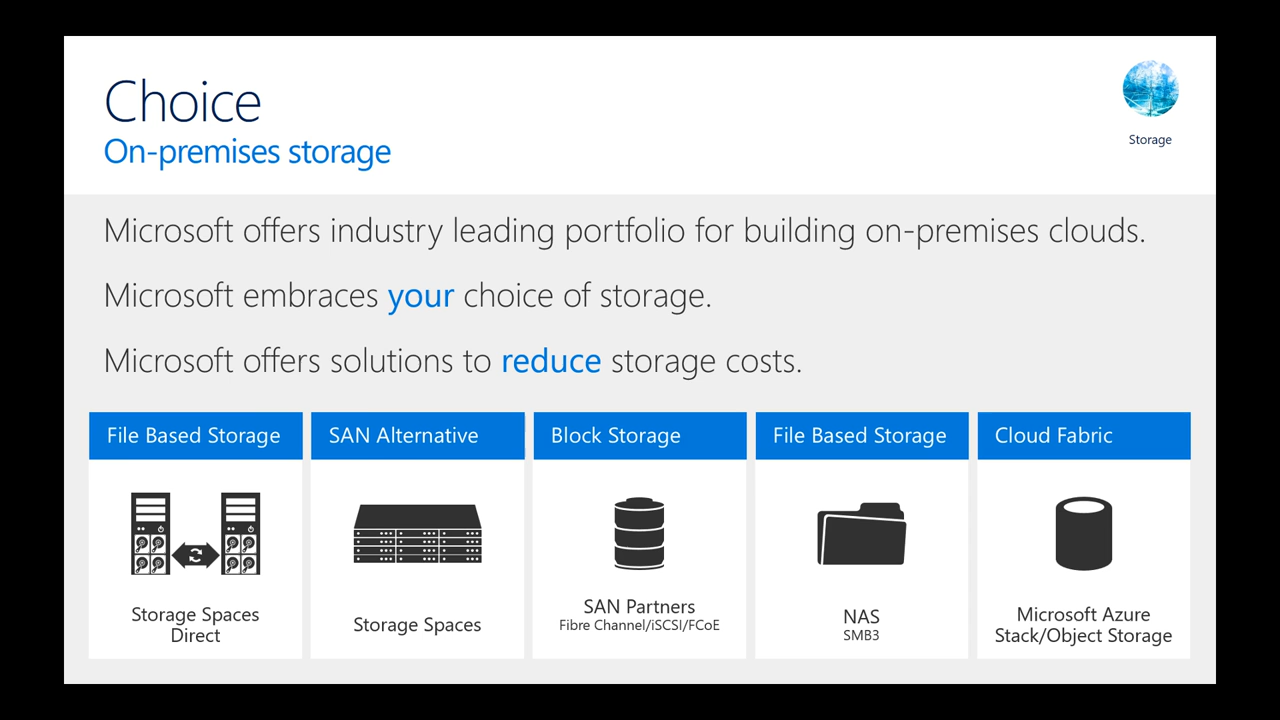 Choice
On-premises storage
Storage
Microsoft offers industry leading portfolio for building on-premises clouds.
Microsoft embraces your choice of storage.
Microsoft offers solutions to reduce storage costs.
File Based Storage
Storage Spaces
Direct
SAN Alternative
Storage Spaces
Block Storage
SAN Partners
Fibre Channel/iSCSI/FCoE
File Based Storage
NAS
SMB3
Cloud Fabric
Microsoft Azure
Stack/Object Storage